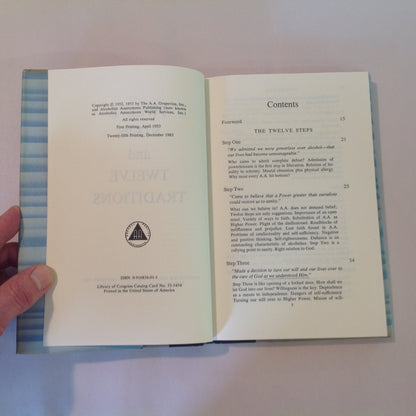 Copyright © 1952, 1953 by The A.A. Grapevine, Inc.,
and Alcoholics Anonymous Publishing (now known
as Alcoholics Anonymous World Services, Inc.)
All rights reserved
First Printing, April 1953
Twenty-fifth Printing, December 1983
and
TWELVE
TRADITIONS
ISBN 0-916856-01-1
Library of Congress Catalog Card No. 53-5454
Printed in the United States of America
Contents
Foreword 15
THE TWELVE STEPS
Step One 21
"We admitted we were powerless over alcohol—that
our lives had become unmanageable."
Who cares to admit complete defeat? Admission of
powerlessness is the first step in liberation. Relation of hu-
mility to sobriety. Mental obsession plus physical allergy.
Why must every A.A. hit bottom?
Step Two 25
"Came to believe that a Power greater than ourselves
could restore us to sanity."
What can we believe in? A.A. does not demand belief;
Twelve Steps are only suggestions. Importance of an open
mind. Variety of ways to faith. Substitution of A.A. as
Higher Power. Plight of the disillusioned. Roadblocks of
indifference and prejudice. Lost faith found in A.A.
Problems of intellectuality and self-sufficiency. Negative
and positive thinking. Self-righteousness. Defiance is an
outstanding characteristic of alcoholics. Step Two is a
rallying point to sanity. Right relation to God.
Step Three 34
"Made a decision to turn our will and our lives over to
the care of God as we understood Him."
Step Three is like opening of a locked door. How shall we
let God into our lives? Willingness is the key. Dependence
as a means to independence. Dangers of self-sufficiency.
Turning our will over to Higher Power. Misuse of will-
5